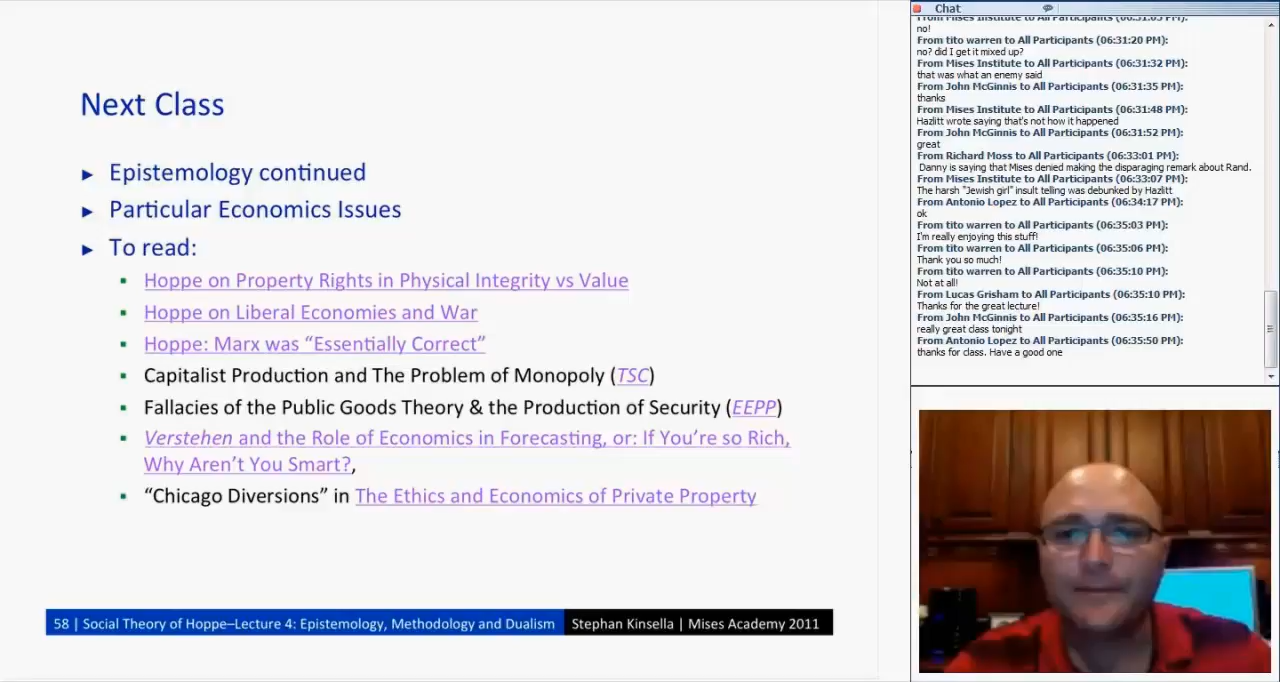 Next Class
► Epistemology continued
► Particular Economics Issues
► To read:
▪ Hoppe on Property Rights in Physical Integrity vs Value
▪ Hoppe on Liberal Economies and War
▪ Hoppe: Marx was “Essentially Correct”
▪ Capitalist Production and The Problem of Monopoly (TSC)
▪ Fallacies of the Public Goods Theory & the Production of Security (EEPP)
▪ Verstehen and the Role of Economics in Forecasting, or: If You’re so Rich,
Why Aren’t You Smart?,
▪ “Chicago Diversions” in The Ethics and Economics of Private Property
58 | Social Theory of Hoppe–Lecture 4: Epistemology, Methodology and Dualism Stephan Kinsella | Mises Academy 2011
Chat
From Mises Institute to All Participants (06:31:05 PM):
no!
From tito warren to All Participants (06:31:20 PM):
no? did I get it mixed up?
From Mises Institute to All Participants (06:31:32 PM):
that was what an enemy said
From John McGinnis to All Participants (06:31:35 PM):
thanks
From Mises Institute to All Participants (06:31:48 PM):
Hazlitt wrote saying that's not how it happened
From John McGinnis to All Participants (06:31:52 PM):
great
From Richard Moss to All Participants (06:33:01 PM):
Danny is saying that Mises denied making the disparaging remark about Rand.
From Mises Institute to All Participants (06:33:07 PM):
The harsh "Jewish girl" insult telling was debunked by Hazlitt
From Antonio Lopez to All Participants (06:34:17 PM):
ok
From tito warren to All Participants (06:35:03 PM):
I'm really enjoying this stuff!
From tito warren to All Participants (06:35:06 PM):
Thank you so much!
From tito warren to All Participants (06:35:10 PM):
Not at all!
From Lucas Grisham to All Participants (06:35:10 PM):
Thanks for the great lecture!
From John McGinnis to All Participants (06:35:16 PM):
really great class tonight
From Antonio Lopez to All Participants (06:35:50 PM):
thanks for class. Have a good one